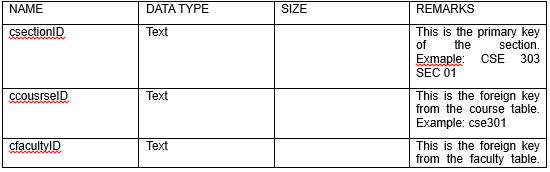 NAME DATA TYPE SIZE REMARKS
csectionID Text This is the primary key
of the section.
Exmaple: CSE 303
SEC 01
ccousrseID Text This is the foreign key
from the course table.
Example: cse301
cfacultyID Text This is the foreign key
from the faculty table.